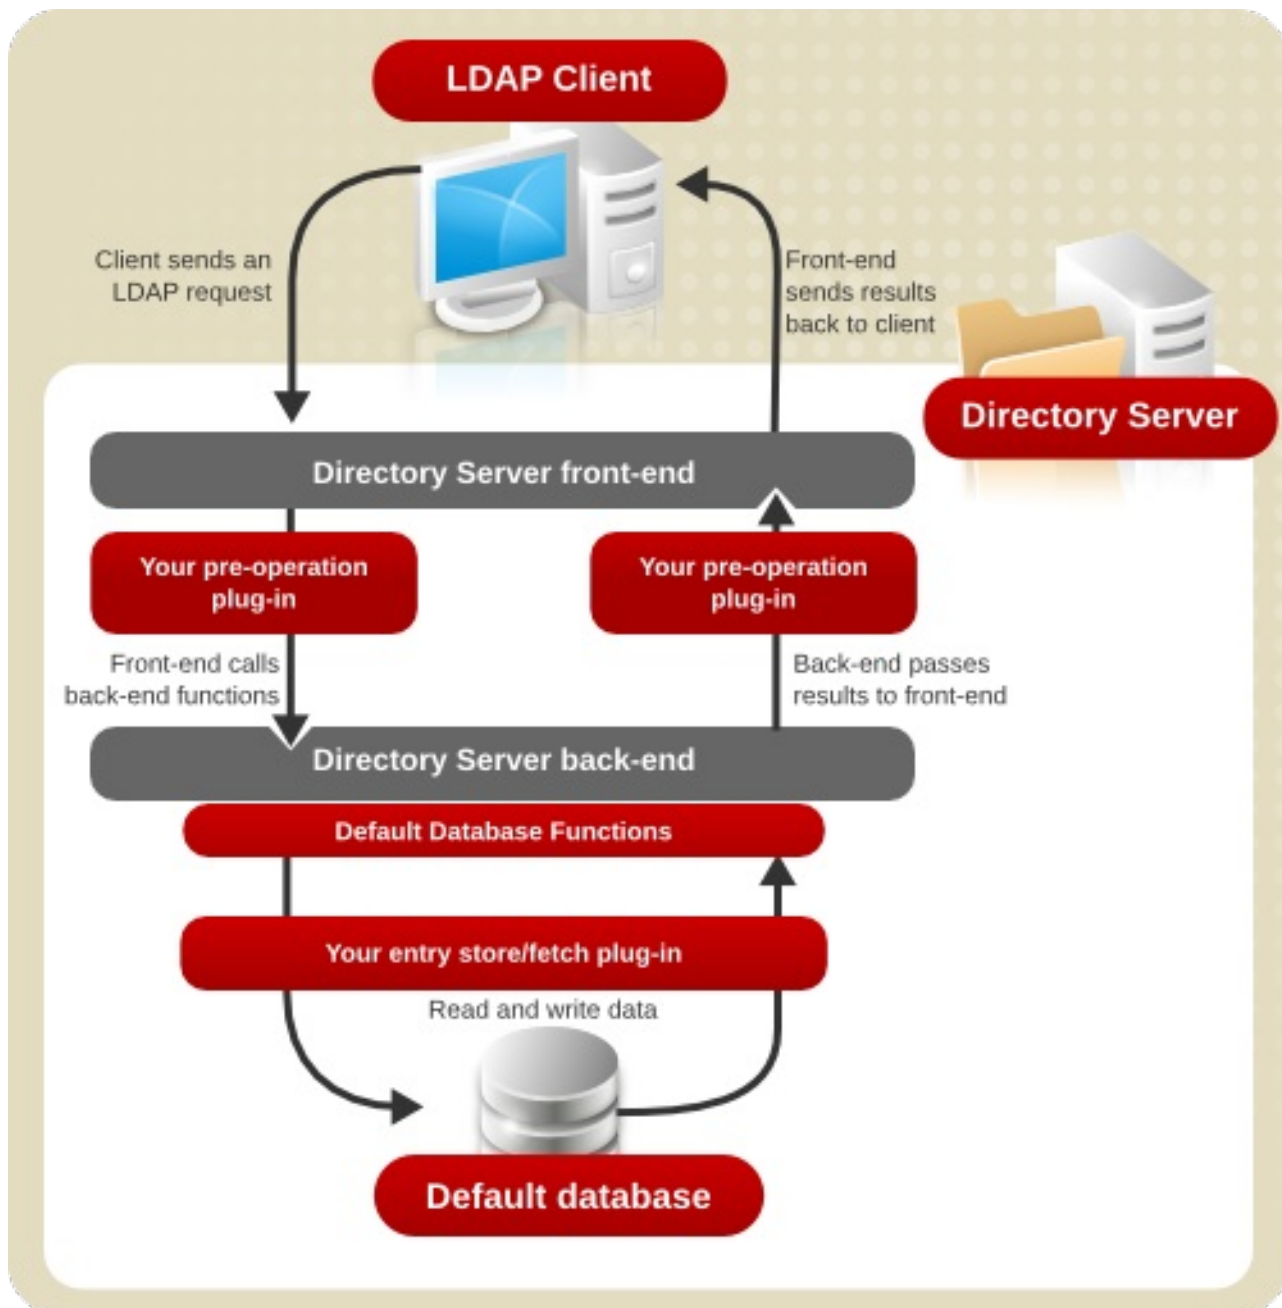 LDAP Client
Client sends an
LDAP request
Front-end
sends results
back to client
Directory Server
Directory Server front-end
Your pre-operation
plug-in
Your pre-operation
plug-in
Front-end calls
back-end functions
Back-end passes
results to front-end
Directory Server back-end
Default Database Functions
Your entry store/fetch plug-in
Read and write data
Default database